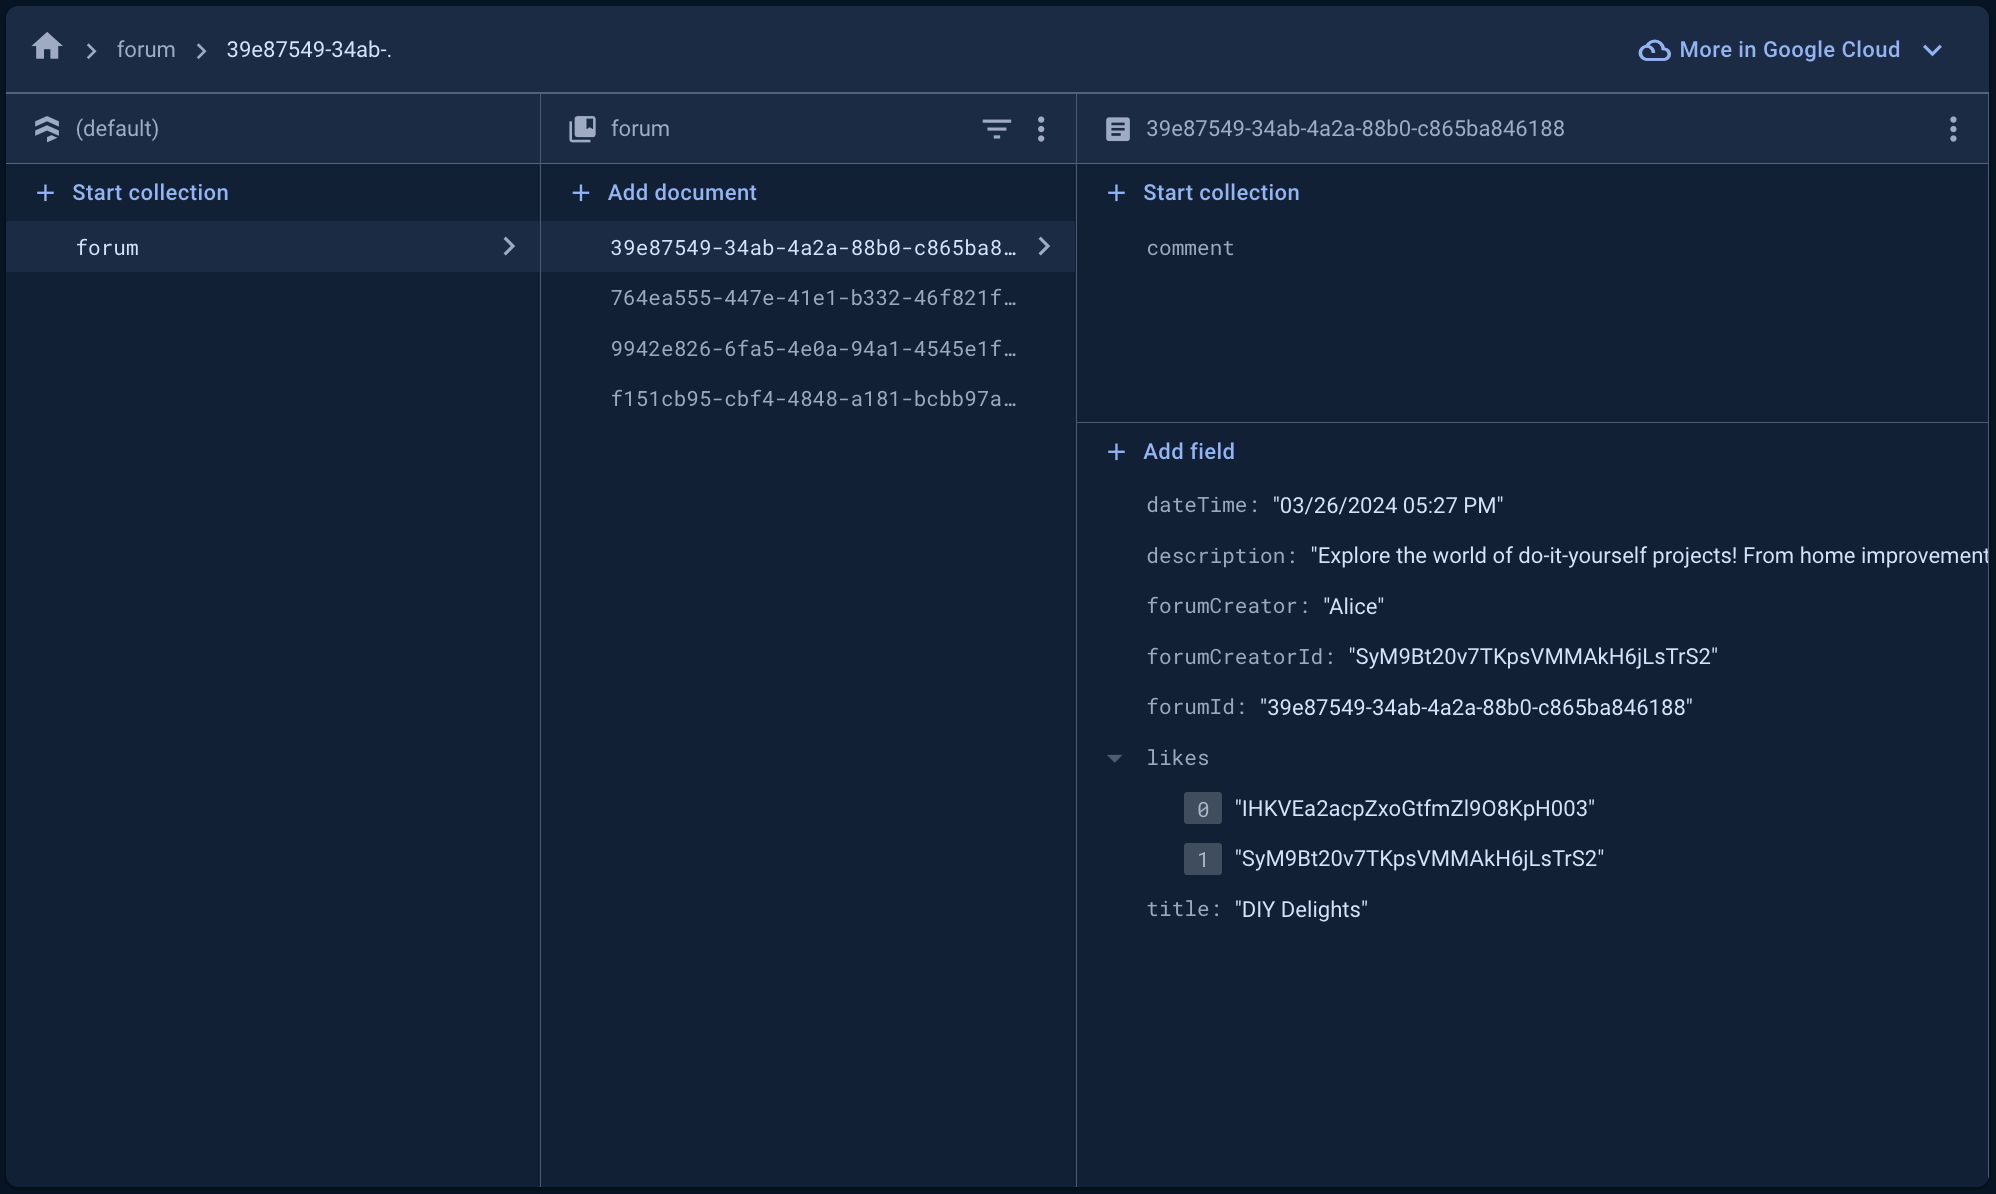 forum
39e87549-34ab-.
More in Google Cloud
(default)
forum
39e87549-34ab-4a2a-88b0-c865ba846188
Start collection
Add document
Start collection
forum
39e87549-34ab-4a2a-88b0-c865ba8…
comment
764ea555-447e-41e1-b332-46f821f…
9942e826-6fa5-4e0a-94a1-4545e1f…
f151cb95-cbf4-4848-a181-bcbb97a…
Add field
dateTime: "03/26/2024 05:27 PM"
description: "Explore the world of do-it-yourself projects! From home improvement
forumCreator: "Alice"
forumCreatorId: "SyM9Bt20v7TKpsVMMAkH6jLsTrS2"
forumId: "39e87549-34ab-4a2a-88b0-c865ba846188"
likes
0 "IHKVEa2acpZxoGtfmZl9O8KpH003"
1 "SyM9Bt20v7TKpsVMMAkH6jLsTrS2"
title: "DIY Delights"